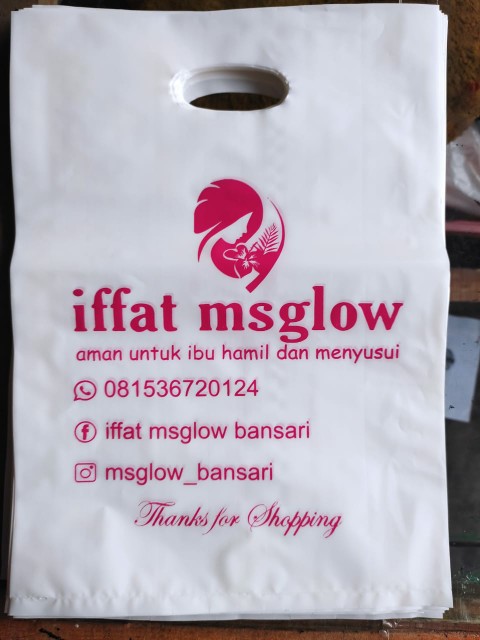 iffat msglow
aman untuk ibu hamil dan menyusui
081536720124
iffat msglow bansari
msglow_bansari
Thanks for Shopping